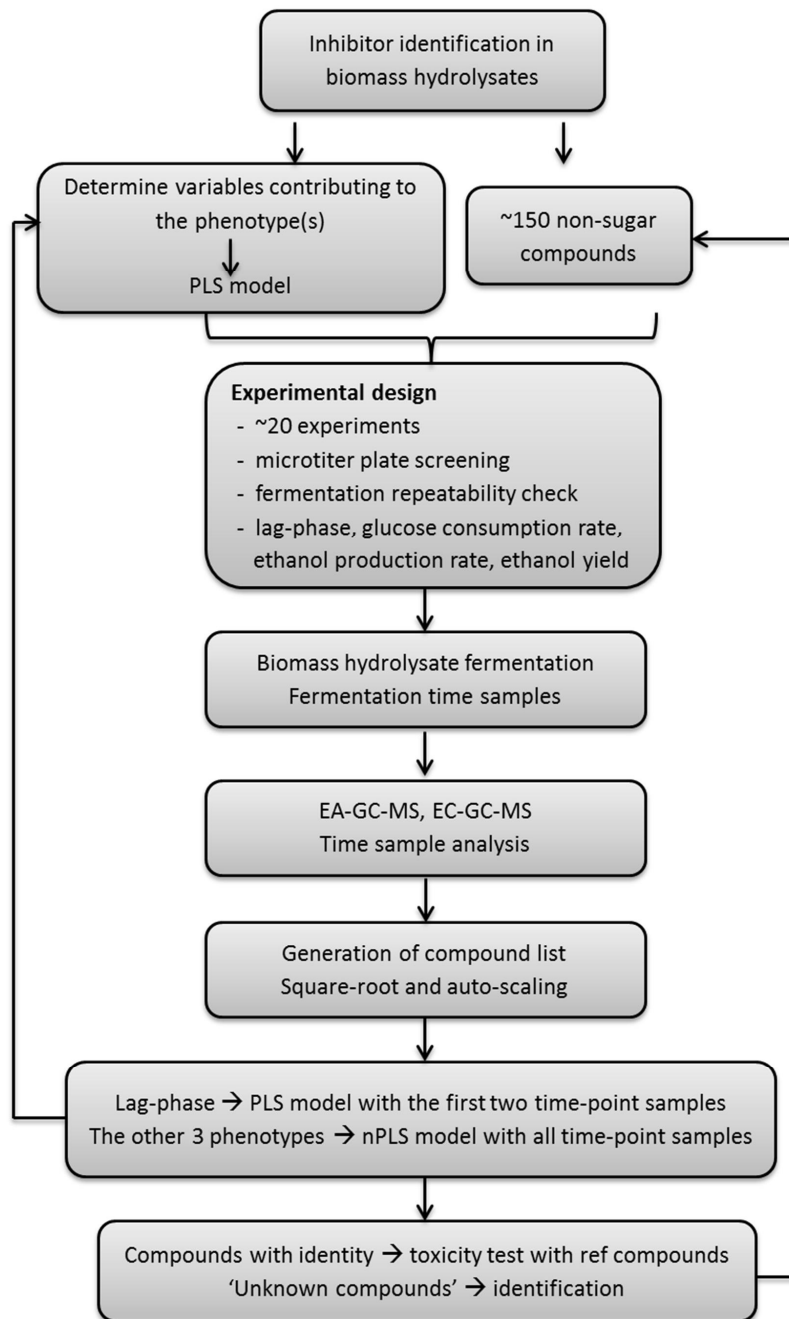 Inhibitor identification in
biomass hydrolysates
Determine variables contributing to
the phenotype(s)
PLS model
~150 non-sugar
compounds
Experimental design
- ~20 experiments
- microtiter plate screening
- fermentation repeatability check
- lag-phase, glucose consumption rate,
ethanol production rate, ethanol yield
Biomass hydrolysate fermentation
Fermentation time samples
EA-GC-MS, EC-GC-MS
Time sample analysis
Generation of compound list
Square-root and auto-scaling
Lag-phase → PLS model with the first two time-point samples
The other 3 phenotypes → nPLS model with all time-point samples
Compounds with identity → toxicity test with ref compounds
‘Unknown compounds’ → identification